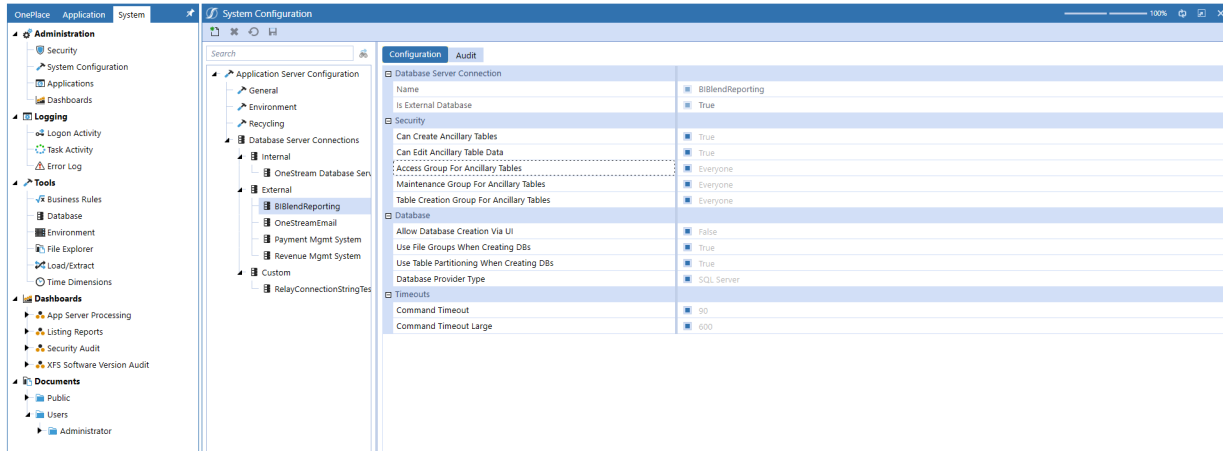 OnePlace Application System
System Configuration
100%
Administration
Security
System Configuration
Applications
Dashboards
Logging
Logon Activity
Task Activity
Error Log
Tools
Business Rules
Database
Environment
File Explorer
Load/Extract
Time Dimensions
Dashboards
App Server Processing
Listing Reports
Security Audit
XFS Software Version Audit
Documents
Public
Users
Administrator
Search
Application Server Configuration
General
Environment
Recycling
Database Server Connections
Internal
OneStream Database Serv
External
BIBlendReporting
OneStreamEmail
Payment Mgmt System
Revenue Mgmt System
Custom
RelayConnectionStringTes
Configuration Audit
Database Server Connection
Name BIBlendReporting
Is External Database True
Security
Can Create Ancillary Tables True
Can Edit Ancillary Table Data True
Access Group For Ancillary Tables Everyone
Maintenance Group For Ancillary Tables Everyone
Table Creation Group For Ancillary Tables Everyone
Database
Allow Database Creation Via UI False
Use File Groups When Creating DBs True
Use Table Partitioning When Creating DBs True
Database Provider Type SQL Server
Timeouts
Command Timeout 90
Command Timeout Large 600